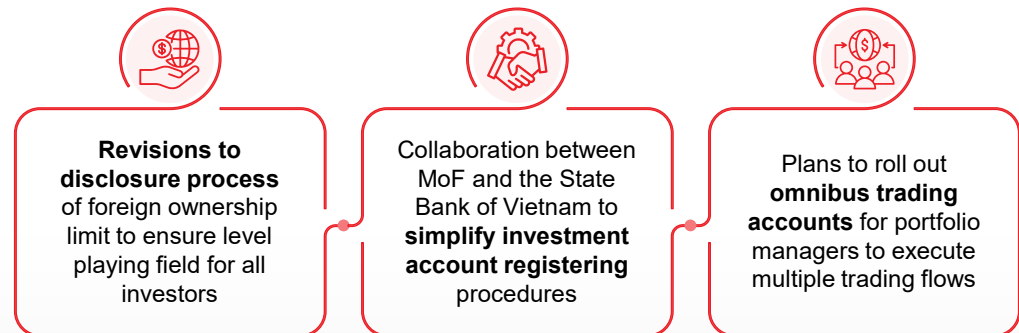 Revisions to
disclosure process
of foreign ownership
limit to ensure level
playing field for all
investors
Collaboration between
MoF and the State
Bank of Vietnam to
simplify investment
account registering
procedures
Plans to roll out
omnibus trading
accounts for portfolio
managers to execute
multiple trading flows